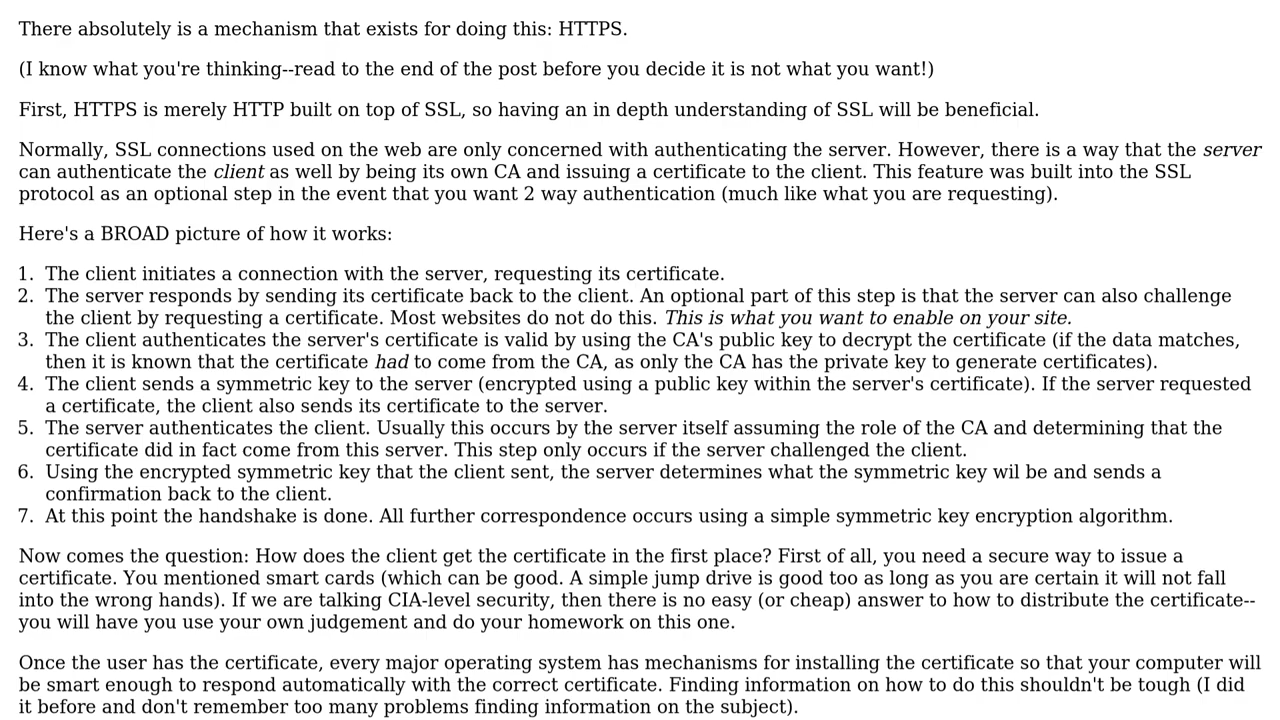 There absolutely is a mechanism that exists for doing this: HTTPS.
(I know what you're thinking--read to the end of the post before you decide it is not what you want!)
First, HTTPS is merely HTTP built on top of SSL, so having an in depth understanding of SSL will be beneficial.
Normally, SSL connections used on the web are only concerned with authenticating the server. However, there is a way that the server
can authenticate the client as well by being its own CA and issuing a certificate to the client. This feature was built into the SSL
protocol as an optional step in the event that you want 2 way authentication (much like what you are requesting).
Here's a BROAD picture of how it works:
1. The client initiates a connection with the server, requesting its certificate.
2. The server responds by sending its certificate back to the client. An optional part of this step is that the server can also challenge
the client by requesting a certificate. Most websites do not do this. This is what you want to enable on your site.
3. The client authenticates the server's certificate is valid by using the CA's public key to decrypt the certificate (if the data matches,
then it is known that the certificate had to come from the CA, as only the CA has the private key to generate certificates).
4. The client sends a symmetric key to the server (encrypted using a public key within the server's certificate). If the server requested
a certificate, the client also sends its certificate to the server.
5. The server authenticates the client. Usually this occurs by the server itself assuming the role of the CA and determining that the
certificate did in fact come from this server. This step only occurs if the server challenged the client.
6. Using the encrypted symmetric key that the client sent, the server determines what the symmetric key wil be and sends a
confirmation back to the client.
7. At this point the handshake is done. All further correspondence occurs using a simple symmetric key encryption algorithm.
Now comes the question: How does the client get the certificate in the first place? First of all, you need a secure way to issue a
certificate. You mentioned smart cards (which can be good. A simple jump drive is good too as long as you are certain it will not fall
into the wrong hands). If we are talking CIA-level security, then there is no easy (or cheap) answer to how to distribute the certificate--
you will have you use your own judgement and do your homework on this one.
Once the user has the certificate, every major operating system has mechanisms for installing the certificate so that your computer will
be smart enough to respond automatically with the correct certificate. Finding information on how to do this shouldn't be tough (I did
it before and don't remember too many problems finding information on the subject).